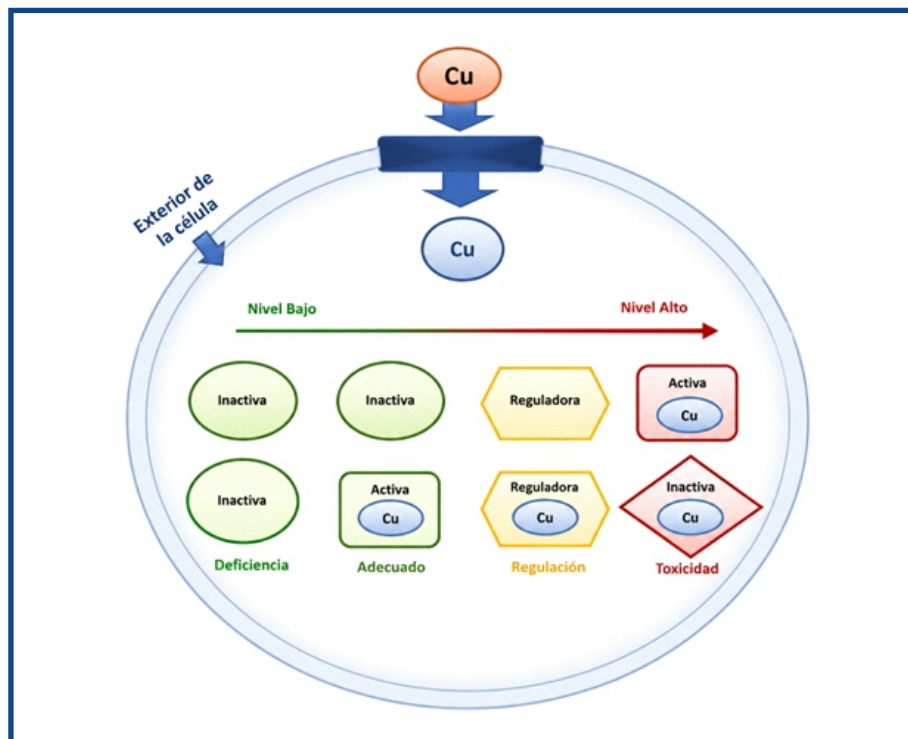 Cu
Exterior de
la célula
Cu
Nivel Bajo
Nivel Alto
Inactiva
Inactiva
Reguladora
Activa
Cu
Inactiva
Activa
Cu
Reguladora
Cu
Inactiva
Cu
Deficiencia
Adecuado
Regulación
Toxicidad